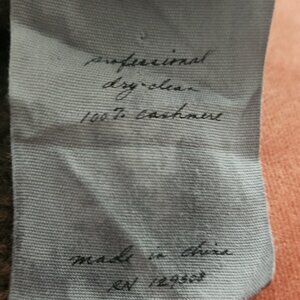 professional
dry-clean
100% cashmere
made in china
RN 129308